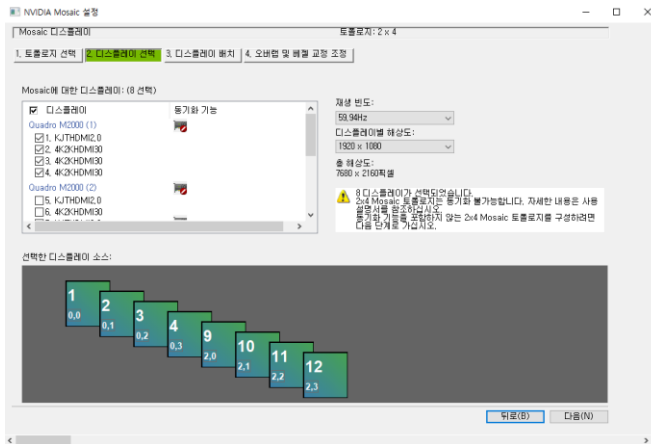 NVIDIA Mosaic 설정
Mosaic 디스플레이
토폴로지: 2 x 4
1. 토폴로지 선택
2. 디스플레이 선택
3. 디스플레이 배치
4. 오버랩 및 베젤 교정 조정
Mosaic에 대한 디스플레이: (8 선택)
디스플레이
동기화 기능
Quadro M2000 (1)
1. KJTHDMI2.0
2. 4K2KHDMI30
3. 4K2KHDMI30
4. 4K2KHDMI30
Quadro M2000 (2)
5. KJTHDMI2.0
6. 4K2KHDMI30
재생 빈도:
59.94Hz
디스플레이별 해상도:
1920 x 1080
총 해상도:
7680 x 2160픽셀
8 디스플레이가 선택되었습니다.
2x4 Mosaic 토폴로지는 동기화 불가능합니다. 자세한 내용은 사용
설명서를 참조하십시오.
동기화 기능을 포함하지 않는 2x4 Mosaic 토폴로지를 구성하려면
다음 단계로 가십시오.
선택한 디스플레이 소스:
1
0,0
2
0,1
3
0,2
4
0,3
9
2,0
10
2,1
11
2,2
12
2,3
뒤로(B)
다음(N)